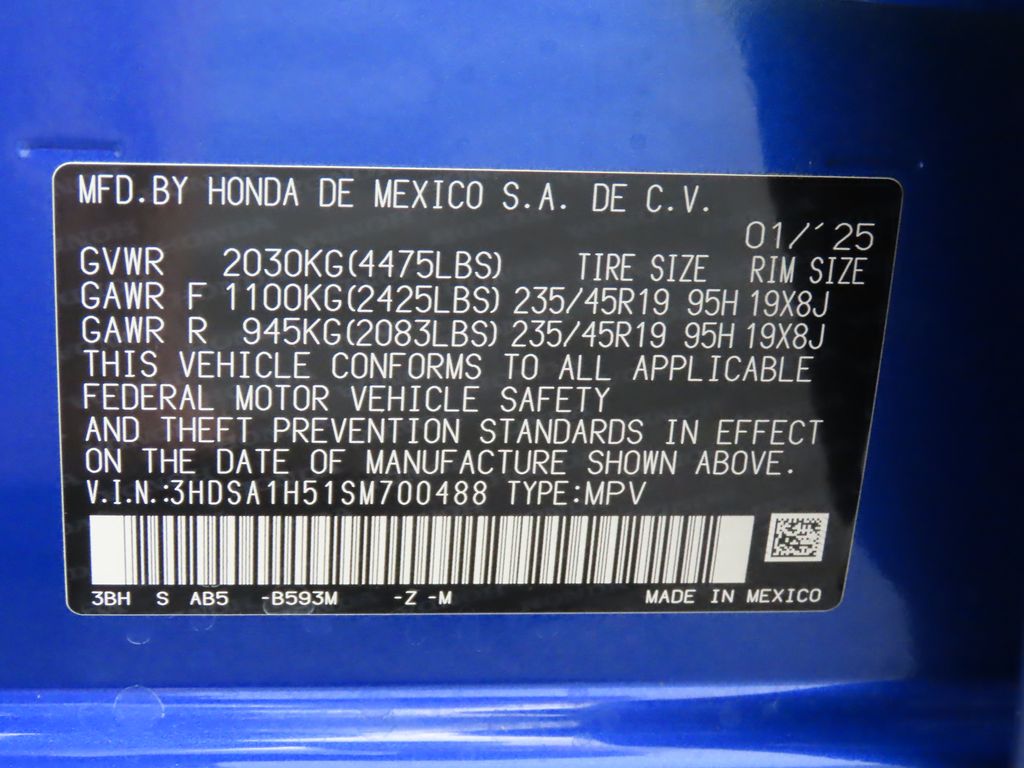 MFD.BY HONDA DE MEXICO S.A. DE C.V.
01/'25
GVWR 2030KG(4475LBS) TIRE SIZE RIM SIZE
GAWR F 1100KG(2425LBS) 235/45R19 95H 19X8J
GAWR R 945KG(2083LBS) 235/45R19 95H 19X8J
THIS VEHICLE CONFORMS TO ALL APPLICABLE
FEDERAL MOTOR VEHICLE SAFETY
AND THEFT PREVENTION STANDARDS IN EFFECT
ON THE DATE OF MANUFACTURE SHOWN ABOVE.
V.I.N.:3HDSA1H51SM700488 TYPE:MPV
3BH S AB5 -B593M -Z -M MADE IN MEXICO